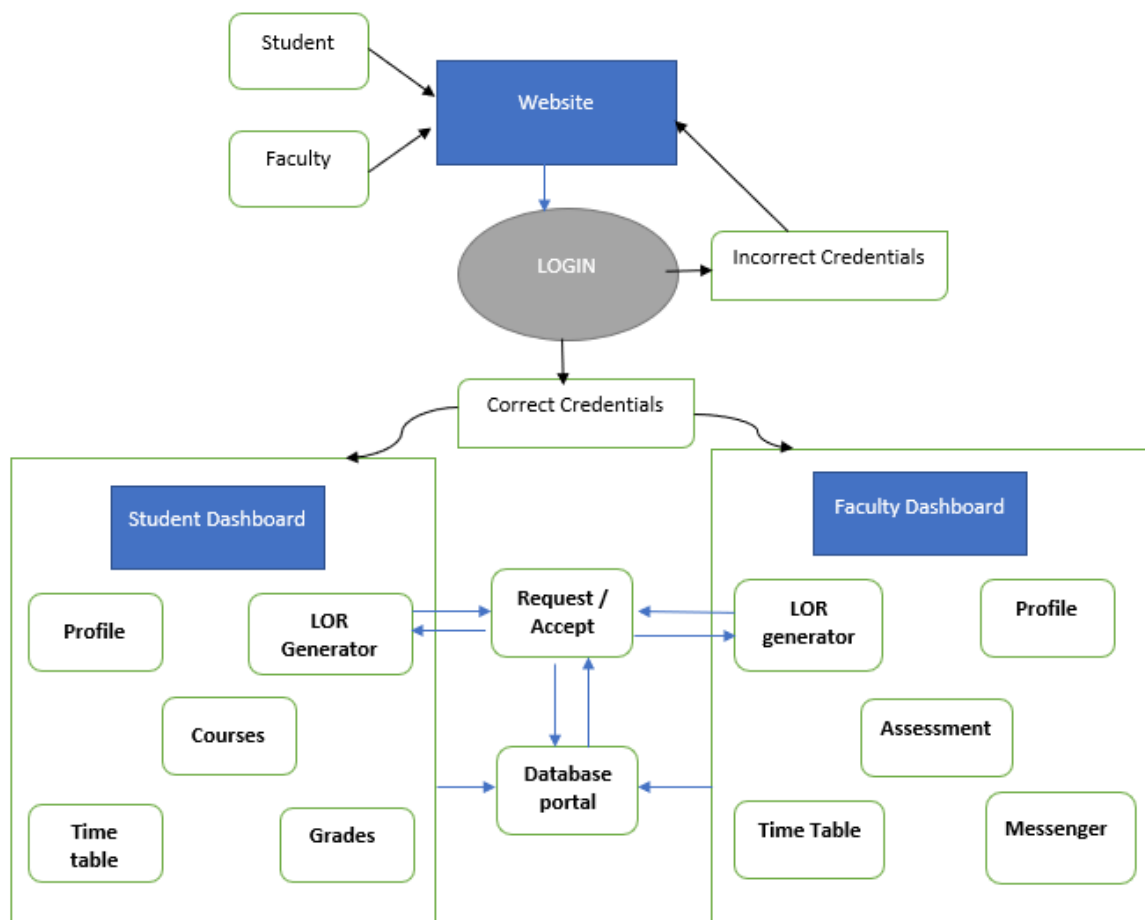 Student
Website
Faculty
LOGIN
Incorrect Credentials
Correct Credentials
Student Dashboard
Faculty Dashboard
Profile
LOR
Generator
Request /
Accept
LOR
generator
Profile
Courses
Assessment
Database
portal
Time
table
Grades
Time Table
Messenger